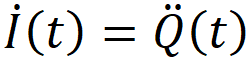 İ(t) = Q̈(t)